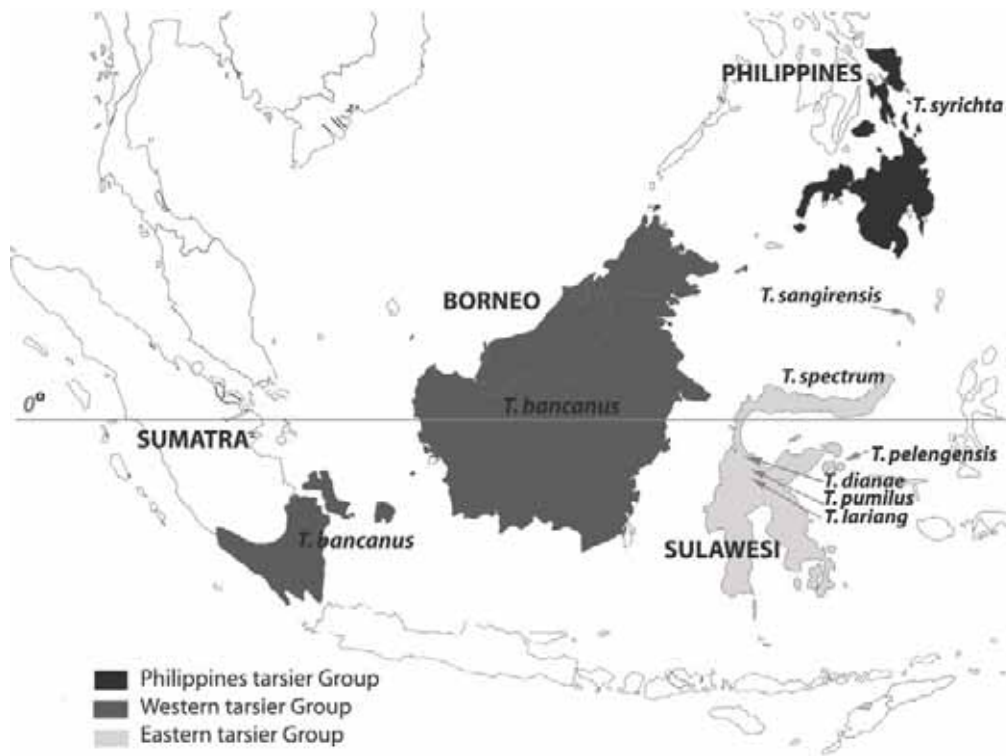 PHILIPPINES
T. syrichta
BORNEO
T. sangirensis
T. spectrum
T. bancanus
0°
SUMATRA
T. pelengensis
T. dianae
T. pumilus
T. lariang
T. bancanus
SULAWESI
Philippines tarsier Group
Western tarsier Group
Eastern tarsier Group